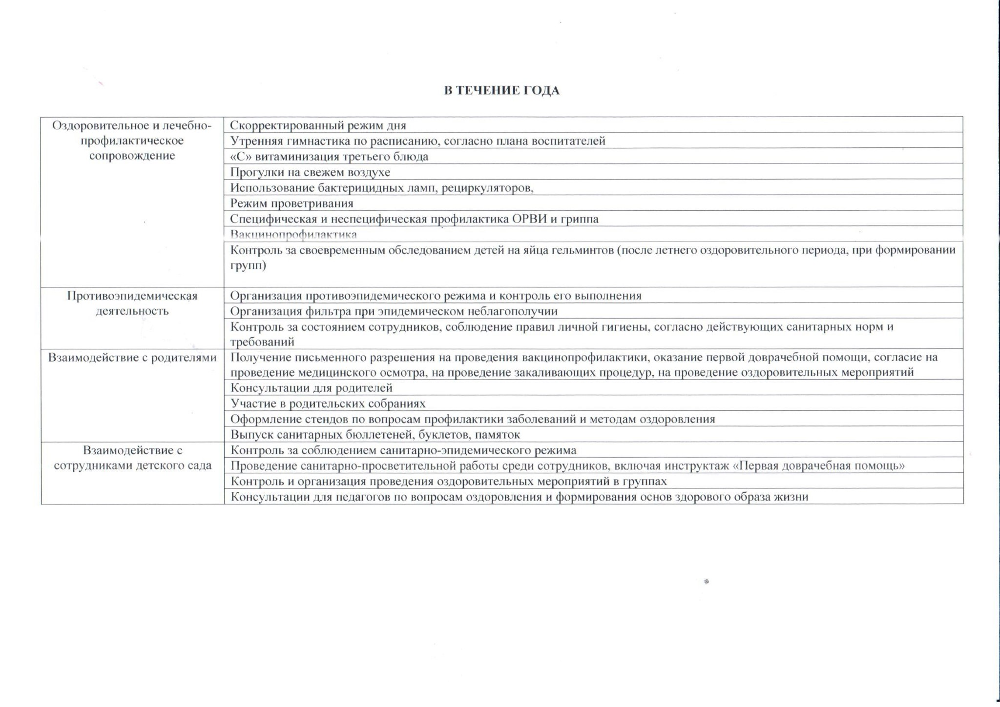 В ТЕЧЕНИЕ ГОДА
Оздоровительное и лечебно-
профилактическое
сопровождение
Скорректированный режим дня
Утренняя гимнастика по расписанию, согласно плана воспитателей
«С» витаминизация третьего блюда
Прогулки на свежем воздухе
Использование бактерицидных ламп, рециркуляторов,
Режим проветривания
Специфическая и неспецифическая профилактика ОРВИ и гриппа
Вакцинопрофилактика
Контроль за своевременным обследованием детей на яйца гельминтов (после летнего оздоровительного периода, при формировании
групп)
Противоэпидемическая
деятельность
Организация противоэпидемического режима и контроль его выполнения
Организация фильтра при эпидемическом неблагополучии
Контроль за состоянием сотрудников, соблюдение правил личной гигиены, согласно действующих санитарных норм и
требований
Взаимодействие с родителями
Получение письменного разрешения на проведения вакцинопрофилактики, оказание первой доврачебной помощи, согласие на
проведение медицинского осмотра, на проведение закаливающих процедур, на проведение оздоровительных мероприятий
Консультации для родителей
Участие в родительских собраниях
Оформление стендов по вопросам профилактики заболеваний и методам оздоровления
Выпуск санитарных бюллетеней, буклетов, памяток
Взаимодействие с
сотрудниками детского сада
Контроль за соблюдением санитарно-эпидемического режима
Проведение санитарно-просветительной работы среди сотрудников, включая инструктаж «Первая доврачебная помощь»
Контроль и организация проведения оздоровительных мероприятий в группах
Консультации для педагогов по вопросам оздоровления и формирования основ здорового образа жизни